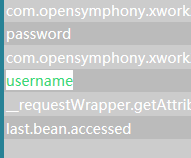 com.opensymphony.xwork
password
com.opensymphony.xwork
username
__requestWrapper.getAttrib
last.bean.accessed